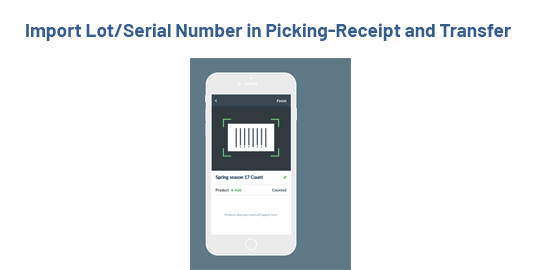 Import Lot/Serial Number in Picking-Receipt and Transfer
Finish
Spring season 17 Count
Product + Add Counted